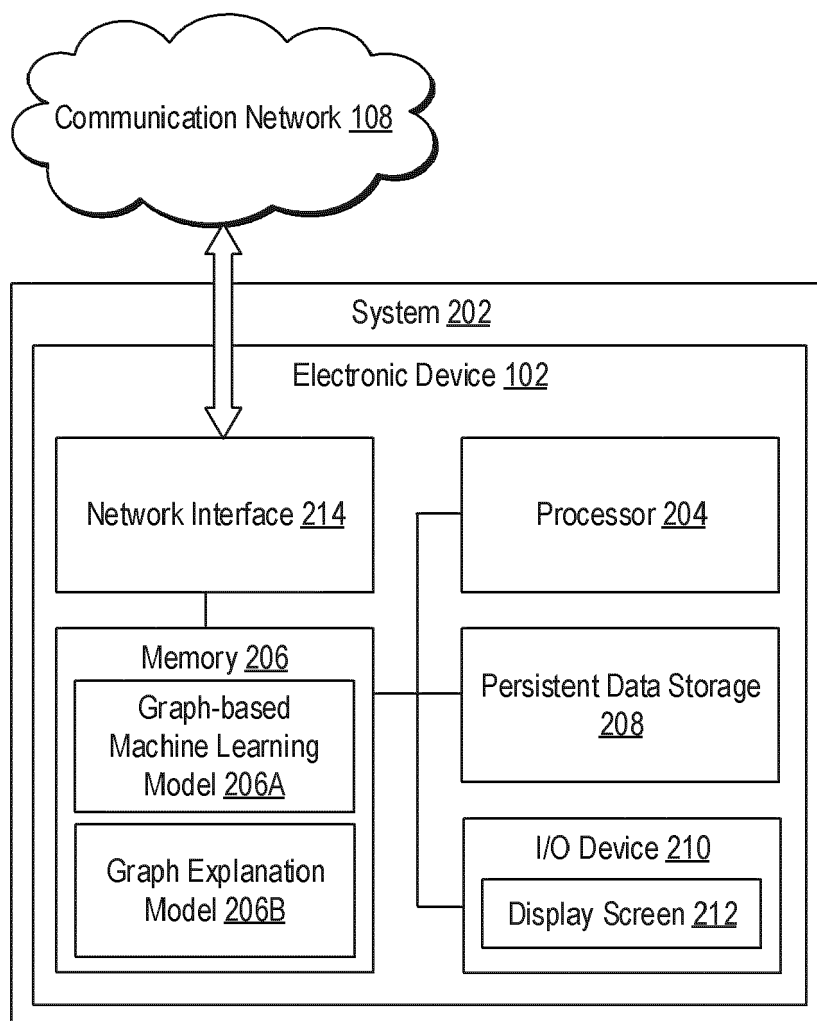 Communication Network 108
System 202
Electronic Device 102
Network Interface 214
Processor 204
Memory 206
Graph-based
Machine Learning
Model 206A
Graph Explanation
Model 206B
Persistent Data Storage
208
I/O Device 210
Display Screen 212